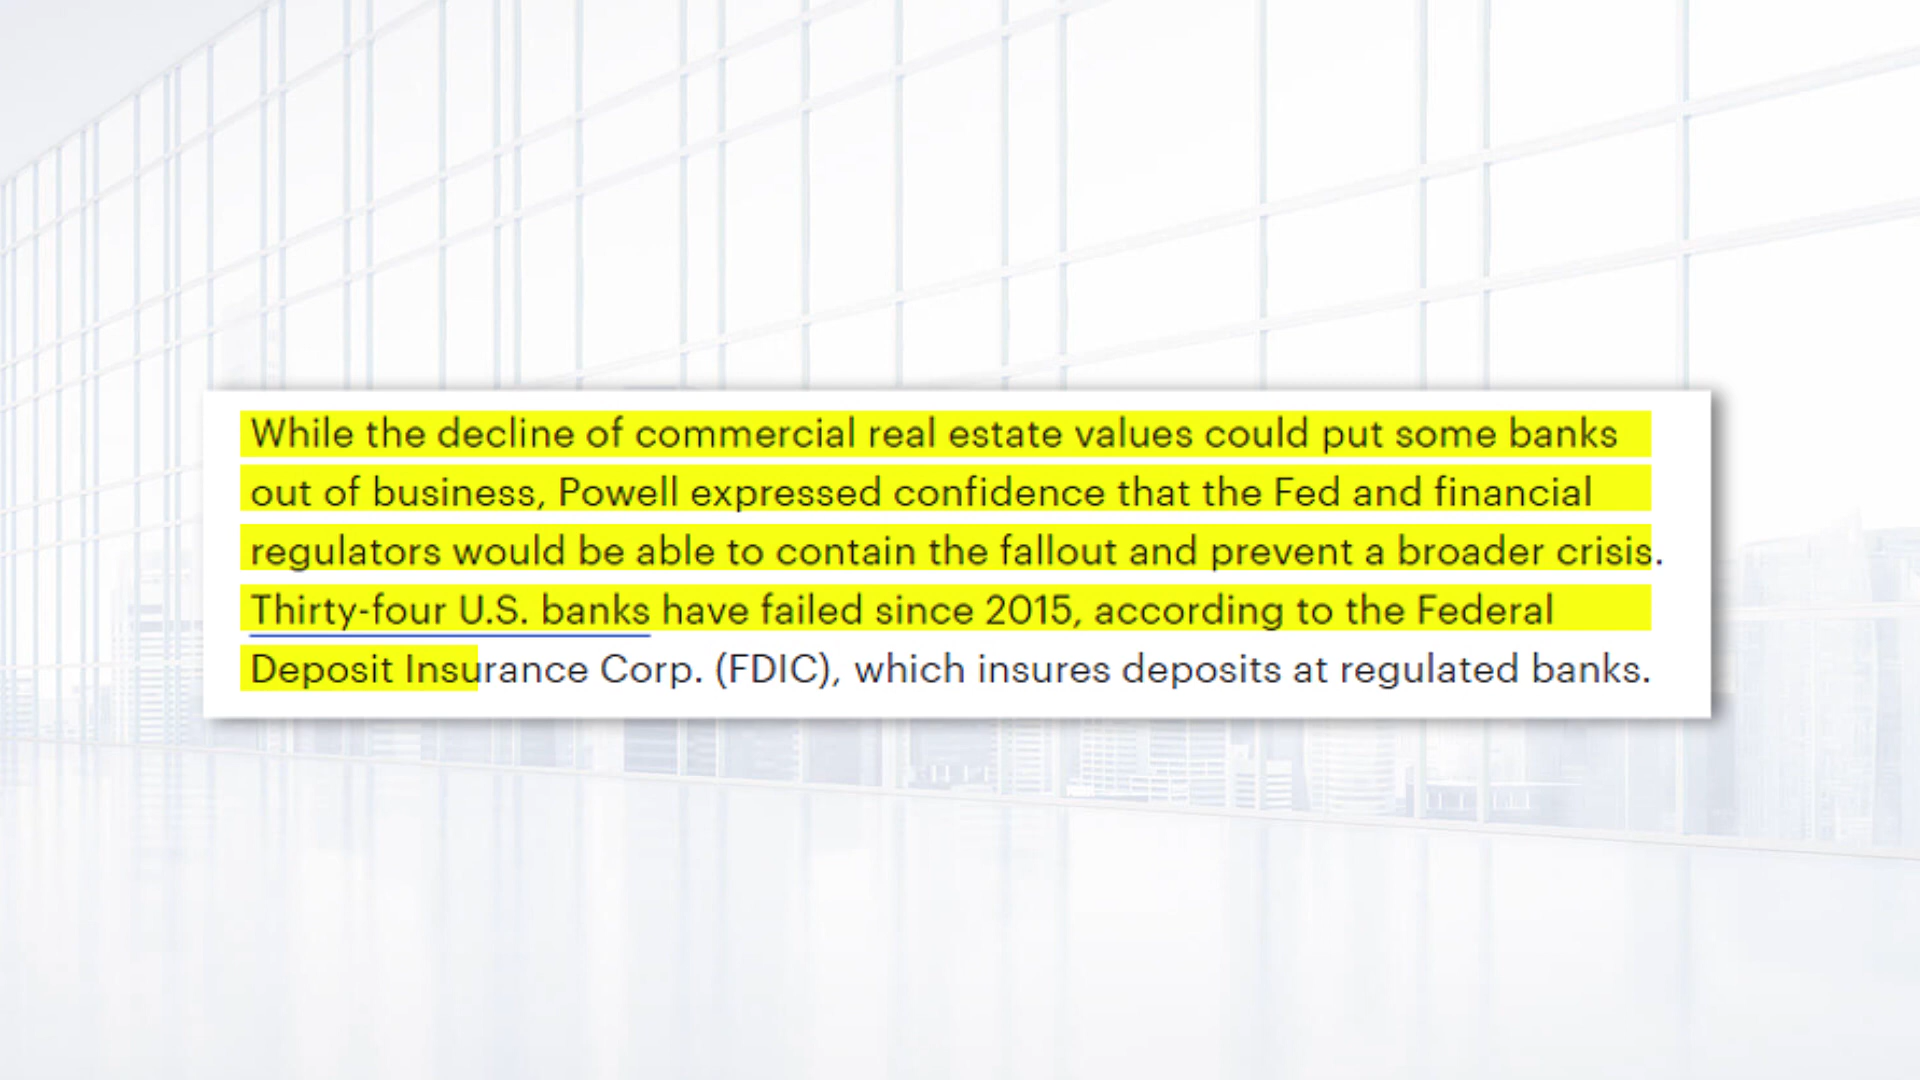 While the decline of commercial real estate values could put some banks
out of business, Powell expressed confidence that the Fed and financial
regulators would be able to contain the fallout and prevent a broader crisis.
Thirty-four U.S. banks have failed since 2015, according to the Federal
Deposit Insurance Corp. (FDIC), which insures deposits at regulated banks.